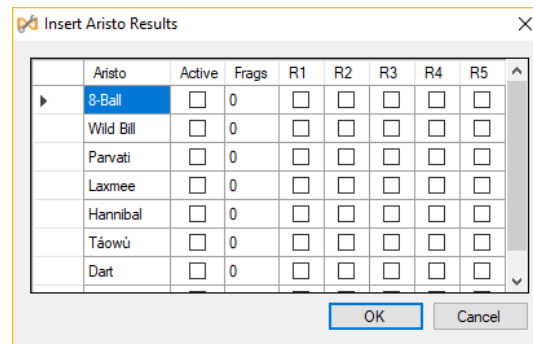 Insert Aristo Results
Aristo Active Frags R1 R2 R3 R4 R5
8-Ball 0
Wild Bill 0
Parvati 0
Laxmee 0
Hannibal 0
Táowù 0
Dart 0
OK Cancel